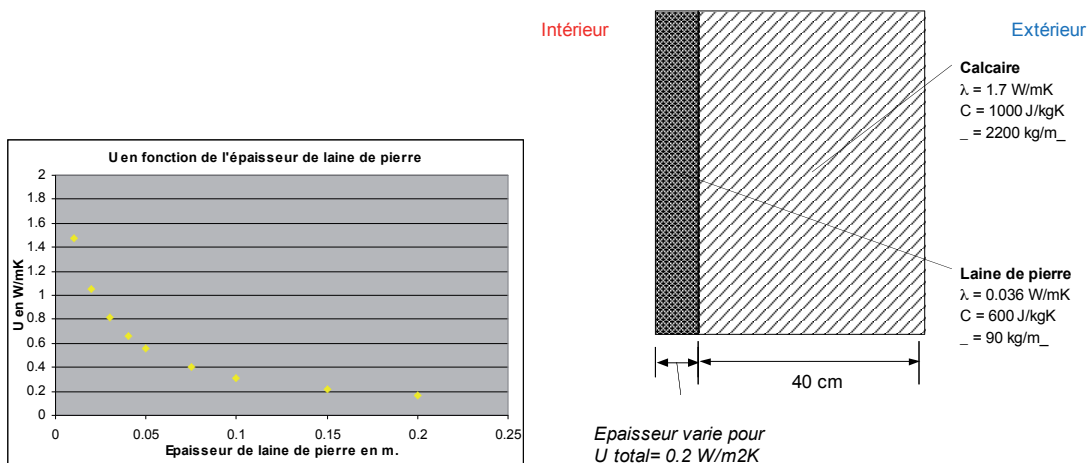 Intérieur
Extérieur
Calcaire
λ = 1.7 W/mK
C = 1000 J/kgK
_ = 2200 kg/m_
Laine de pierre
λ = 0.036 W/mK
C = 600 J/kgK
_ = 90 kg/m_
40 cm
Epaisseur varie pour
U total= 0.2 W/m2K
U en fonction de l'épaisseur de laine de pierre
U en W/mK
2
1.8
1.6
1.4
1.2
1
0.8
0.6
0.4
0.2
0
0 0.05 0.1 0.15 0.2 0.25
Epaisseur de laine de pierre en m.